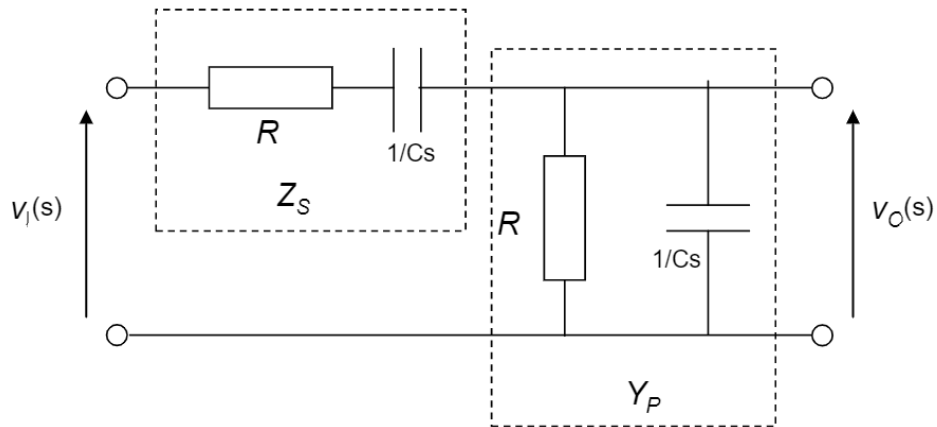 R
1/Cs
Z_S
v_I(s)
R
1/Cs
v_O(s)
Y_P